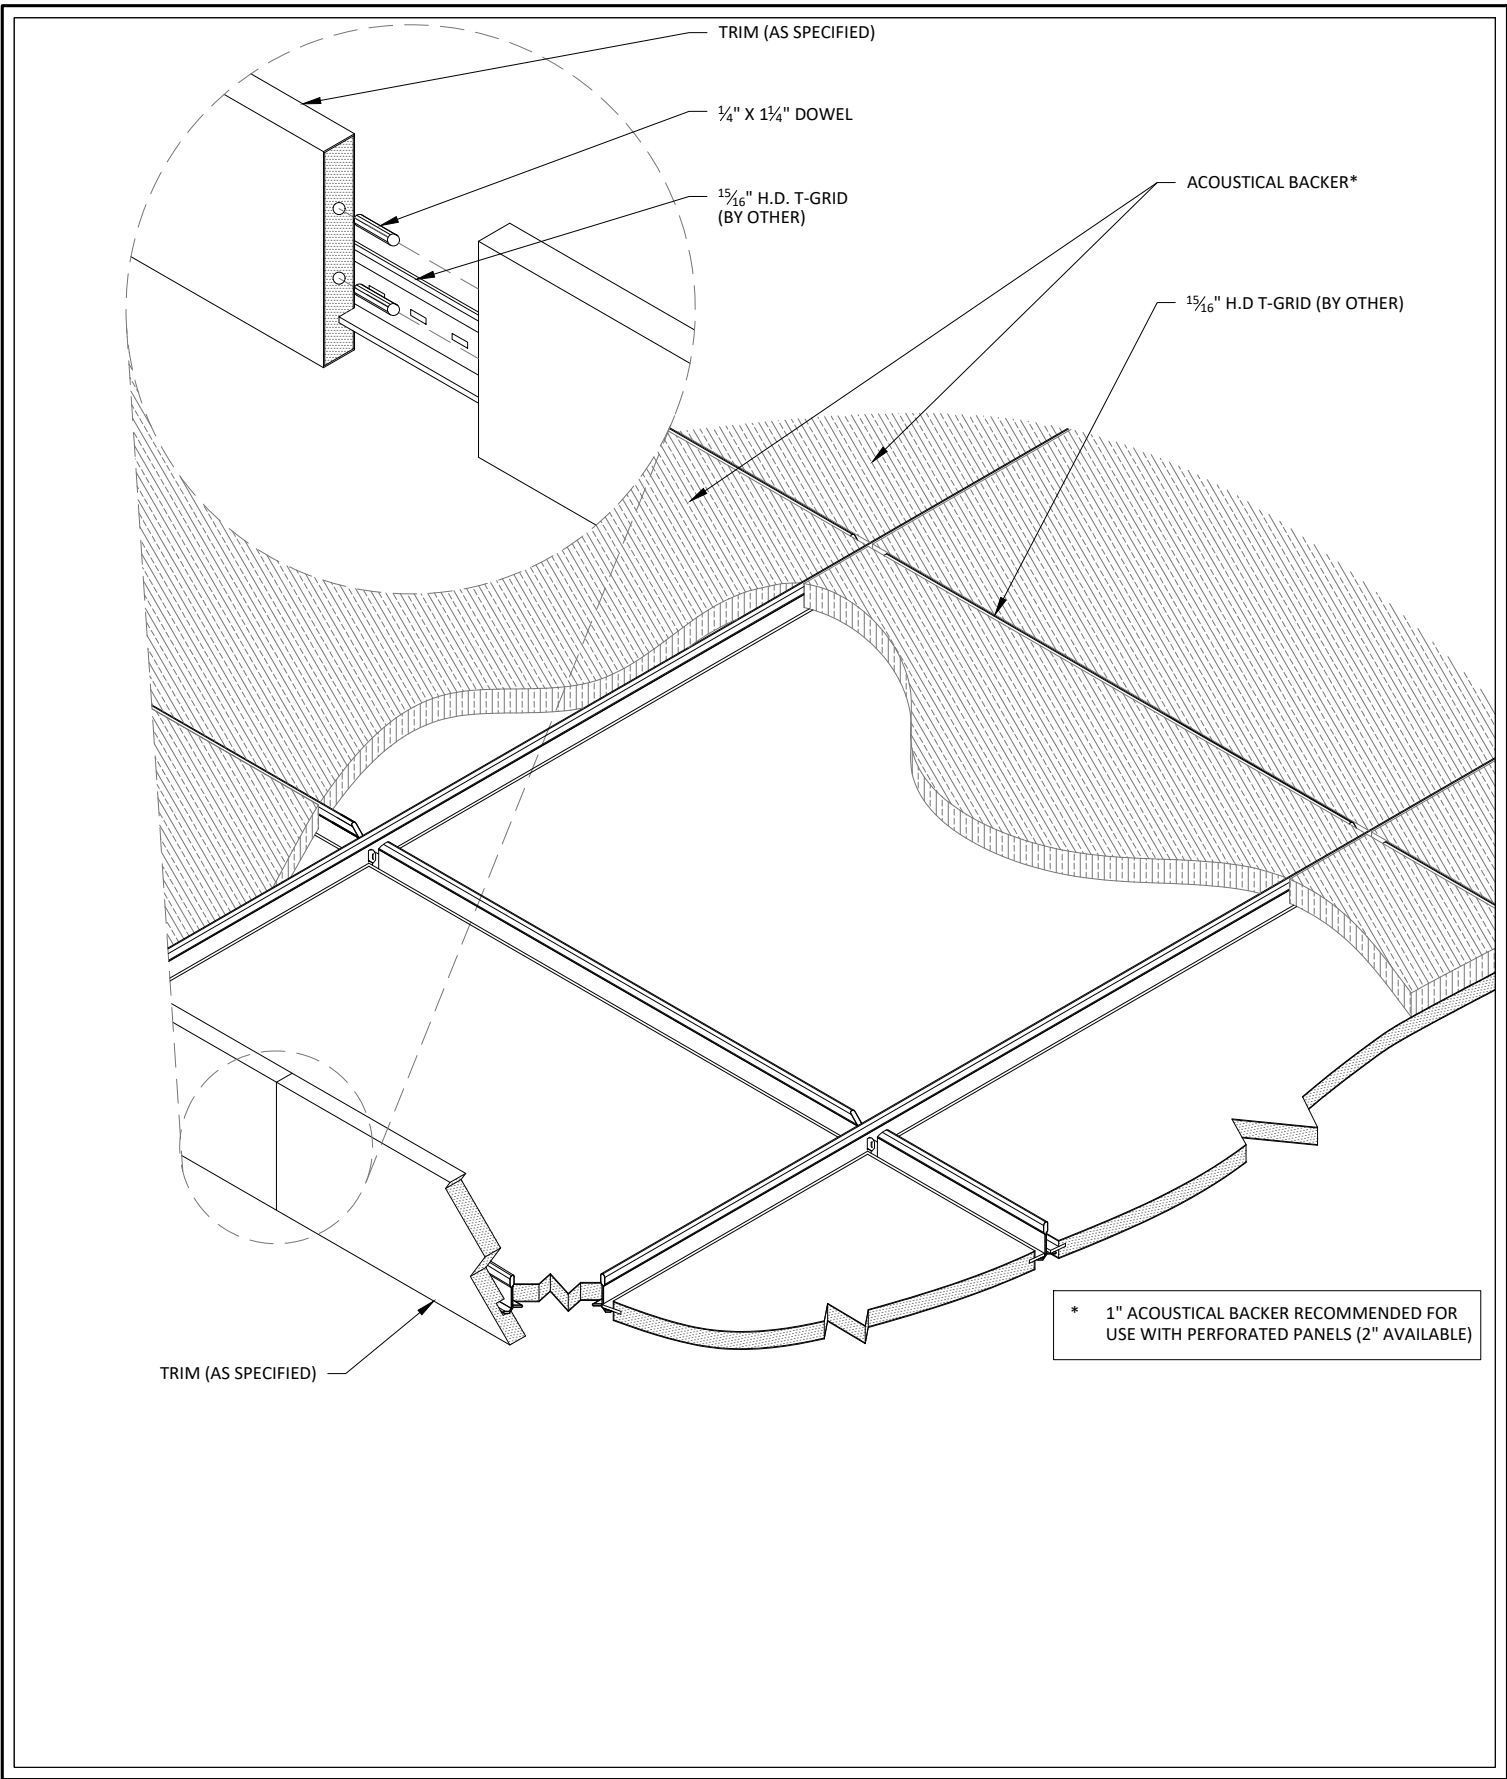 TRIM (AS SPECIFIED)
¼" X 1¼" DOWEL
15⁄16" H.D. T-GRID
(BY OTHER)
ACOUSTICAL BACKER*
15⁄16" H.D T-GRID (BY OTHER)
* 1" ACOUSTICAL BACKER RECOMMENDED FOR
USE WITH PERFORATED PANELS (2" AVAILABLE)
TRIM (AS SPECIFIED)